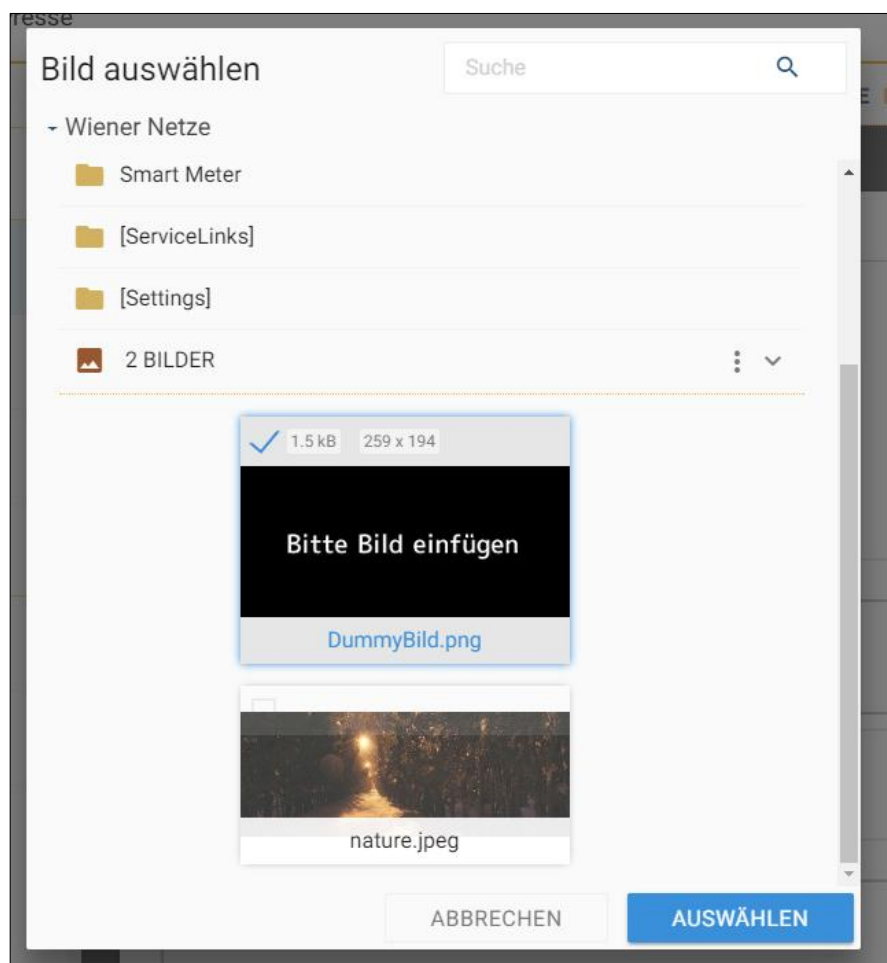 resse
Bild auswählen
Suche
E
Wiener Netze
Smart Meter
[ServiceLinks]
[Settings]
2 BILDER
1.5 kB 259 x 194
Bitte Bild einfügen
DummyBild.png
nature.jpeg
ABBRECHEN
AUSWÄHLEN